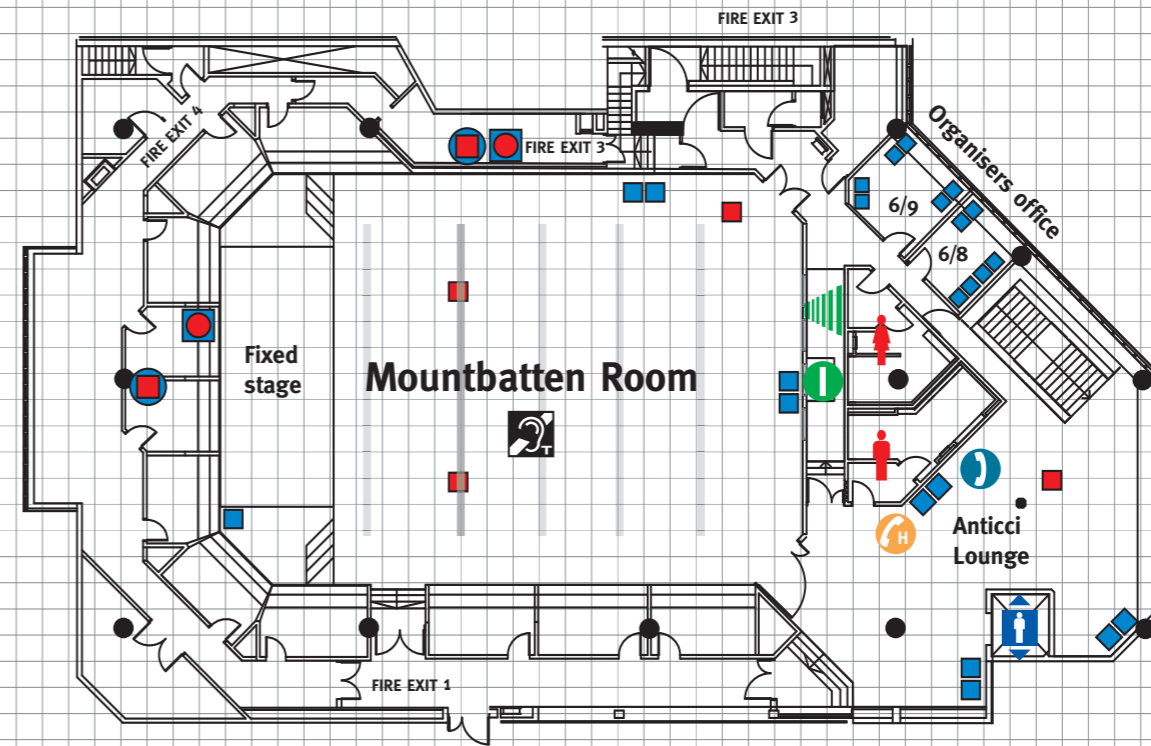 FIRE EXIT 3
FIRE EXIT 4
FIRE EXIT 3
Organisers office
6/9
6/8
Fixed
stage
Mountbatten Room
T
H
Anticci
Lounge
FIRE EXIT 1